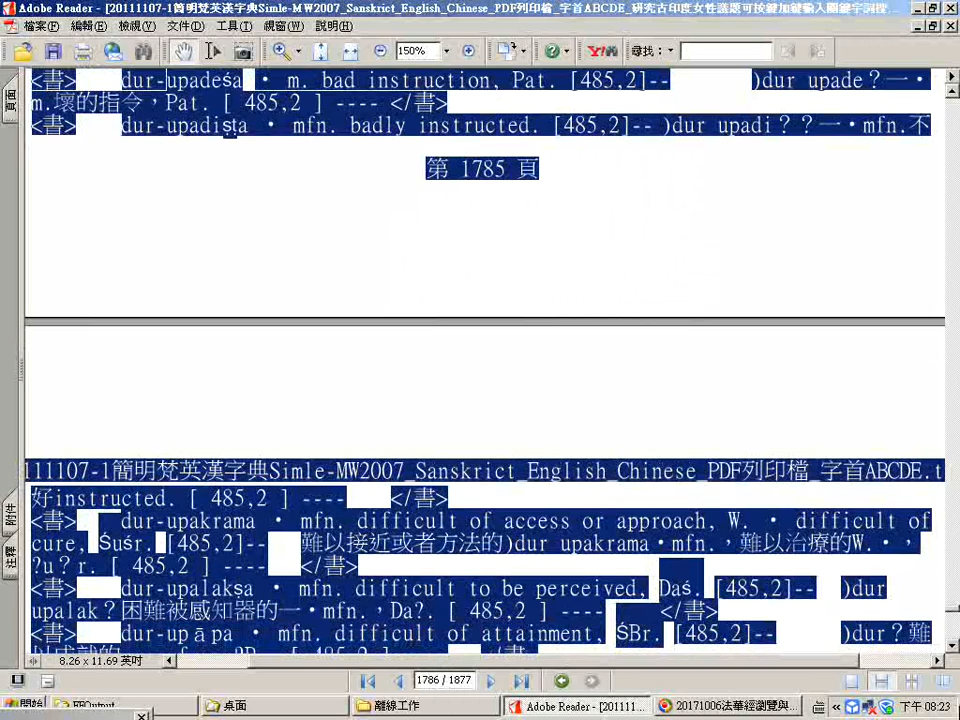 Adobe Reader - [20111107-1簡明梵英漢字典Simle-MW2007_Sanskrict_English_Chinese_PDF列印檔_字首ABCDE_研究古印度女性議題可按鍵加鍵輸入關鍵字詞搜
檔案(F) 編輯(E) 檢視(V) 文件(D) 工具(T) 視窗(W) 說明(H)
150% Y! 尋找：
頁面
<書> dur-upadeśa ・ m. bad instruction, Pat. [485,2]-- )dur upade？一・
m.壞的指令，Pat. [ 485,2 ] ---- </書>
<書> dur-upadiṣṭa ・ mfn. badly instructed. [485,2]-- )dur upadi？？一・mfn.不
第 1785 頁
111107-1簡明梵英漢字典Simle-MW2007_Sanskrict_English_Chinese_PDF列印檔_字首ABCDE.t
好instructed. [ 485,2 ] ---- </書>
<書> dur-upakrama ・ mfn. difficult of access or approach, W. ・ difficult of
cure, Śuśr. [485,2]-- 難以接近或者方法的)dur upakrama・mfn.，難以治療的W.・，
?u？r. [ 485,2 ] ---- </書>
<書> dur-upalakṣa ・ mfn. difficult to be perceived, Daś. [485,2]-- )dur
upalak？困難被感知器的一・mfn.，Da?. [ 485,2 ] ---- </書>
<書> dur-upāpa ・ mfn. difficult of attainment, ŚBr. [485,2]-- )dur？難
附件
註釋
8.26 x 11.69 英吋
1786 / 1877
開始 FFOutput 桌面 離線工作 Adobe Reader - [201111... 20171006法華經瀏覽與... 下午 08:23